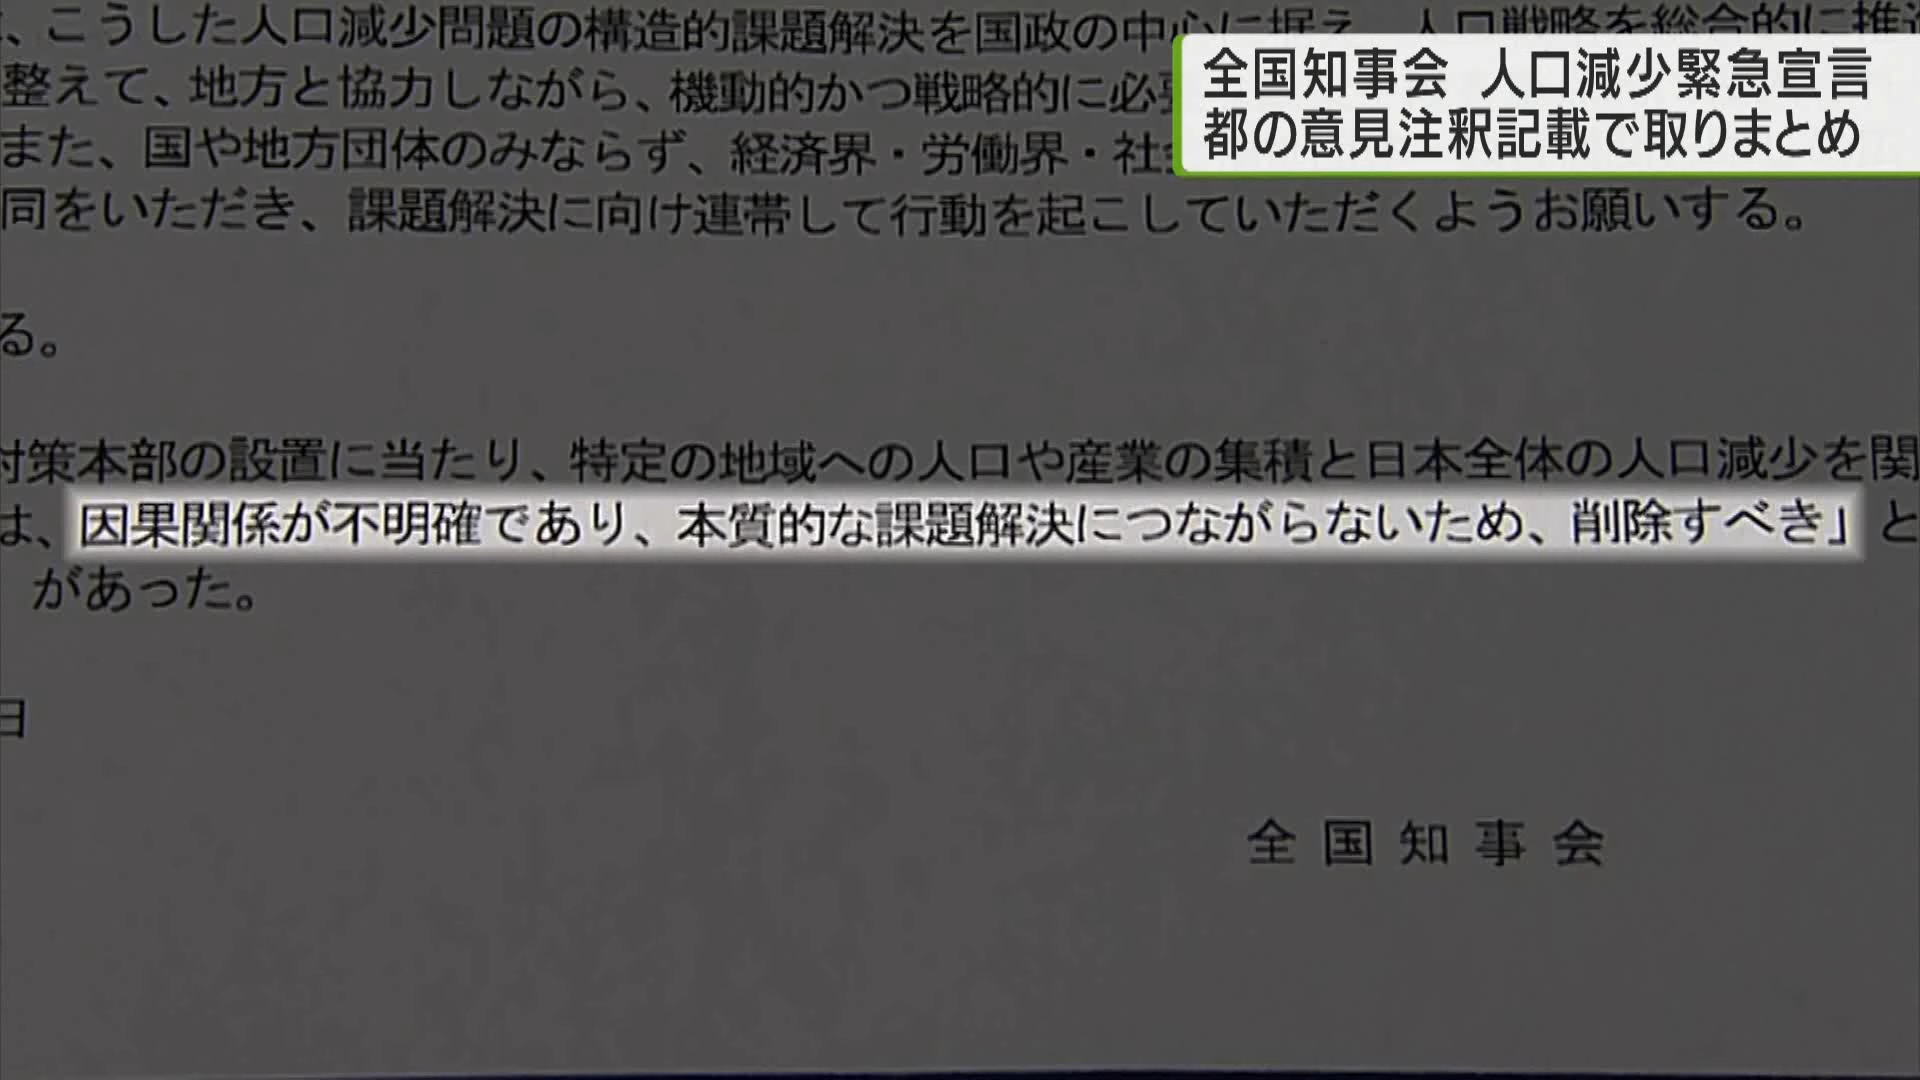 、こうした人口減少問題の構造的課題解決を国政の中心に据え、人口戦略を総合的に推進
全国知事会 人口減少緊急宣言
都の意見注釈記載で取りまとめ
整えて、地方と協力しながら、機動的かつ戦略的に必要
また、国や地方団体のみならず、経済界・労働界・社会
同をいただき、課題解決に向け連帯して行動を起こしていただくようお願いする。
る。
対策本部の設置に当たり、特定の地域への人口や産業の集積と日本全体の人口減少を関
は、因果関係が不明確であり、本質的な課題解決につながらないため、削除すべき」と
があった。
日
全国知事会